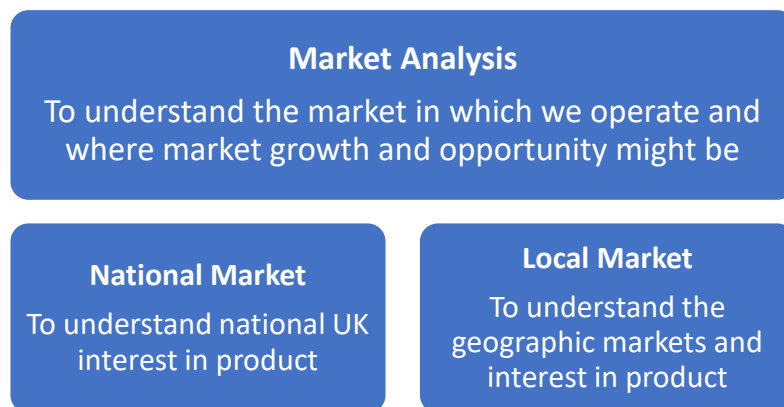 Market Analysis
To understand the market in which we operate and
where market growth and opportunity might be
National Market
To understand national UK
interest in product
Local Market
To understand the
geographic markets and
interest in product